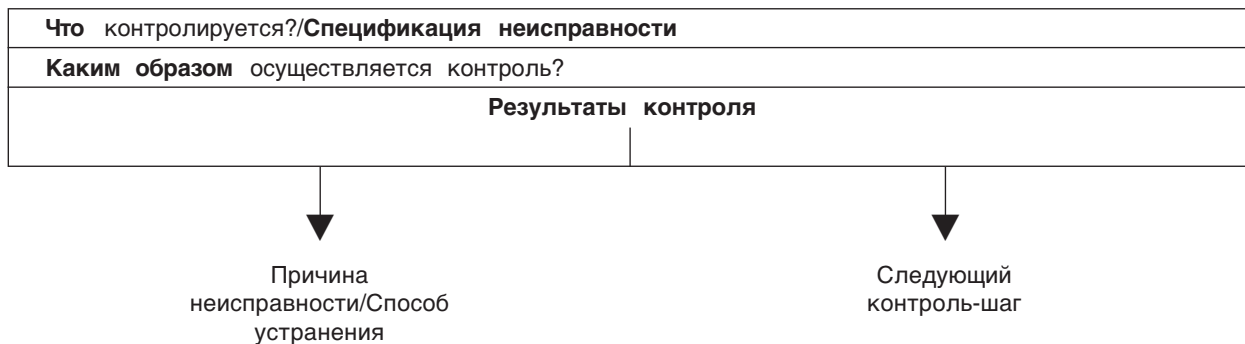 Что контролируется?/Спецификация неисправности
Каким образом осуществляется контроль?
Результаты контроля
Причина
неисправности/Способ
устранения
Следующий
контроль-шаг